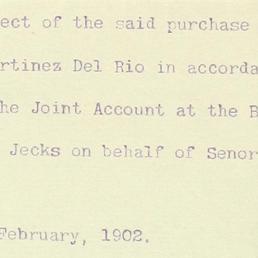 ect of the said purchase
rtinez Del Rio in accorda
he Joint Account at the B
Jecks on behalf of Senor
February, 1902.